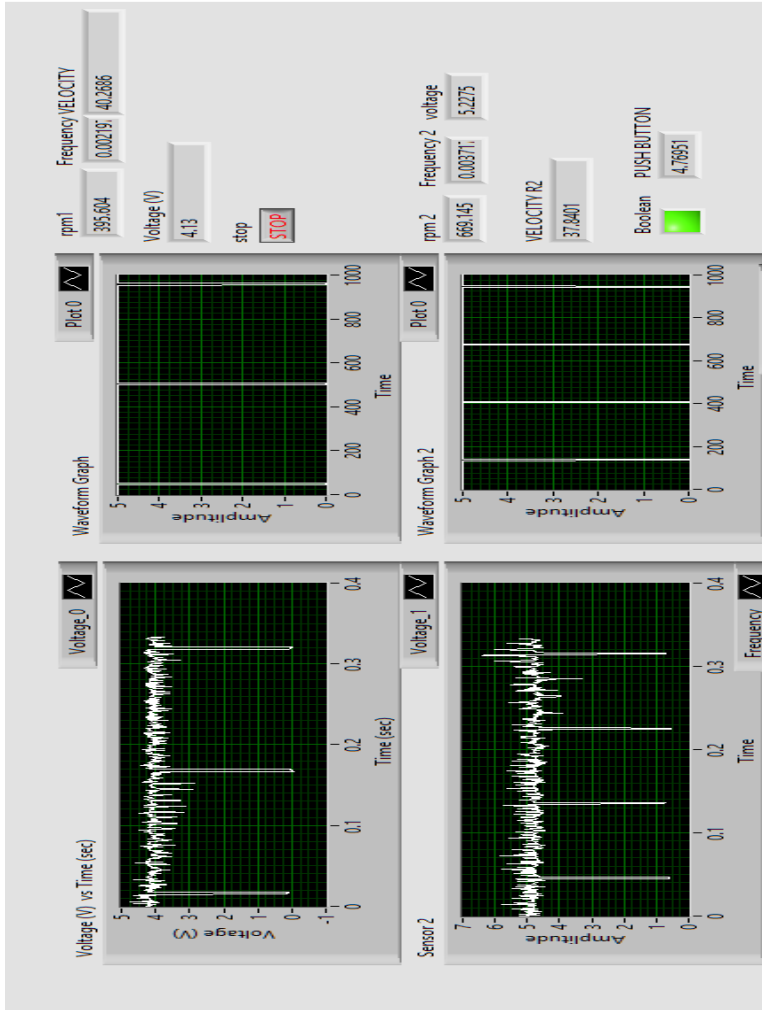 Voltage (V) vs Time (sec)
Voltage_0
Voltage (V)
5
4
3
2
1
0
-1
0
0.1
0.2
0.3
0.4
Time (sec)
Waveform Graph
Plot 0
Amplitude
5
4
3
2
1
0
0
200
400
600
800
1000
Time
rpm1
395.604
Frequency
0.002197
VELOCITY
40.2686
Voltage (V)
4.13
stop
STOP
Sensor 2
Voltage_1
Amplitude
7
6
5
4
3
2
1
0
0
0.1
0.2
0.3
0.4
Time
Frequency
Waveform Graph 2
Plot 0
Amplitude
5
4
3
2
1
0
0
200
400
600
800
1000
Time
rpm 2
669.145
Frequency 2
0.003717
voltage
5.2275
VELOCITY R2
37.8401
Boolean
PUSH BUTTON
4.76951